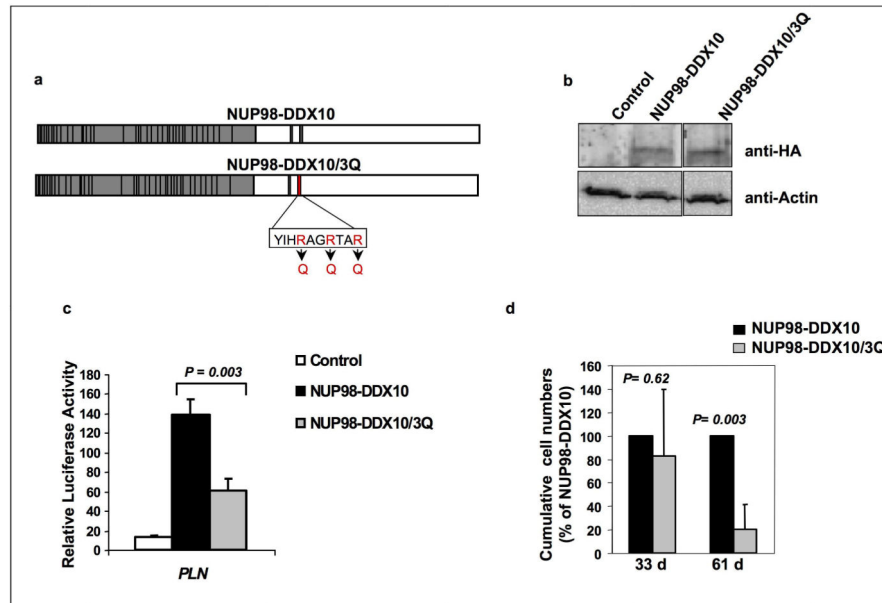 a
NUP98-DDX10
NUP98-DDX10/3Q
YIHRAGRTAR
Q Q Q
b
Control
NUP98-DDX10
NUP98-DDX10/3Q
anti-HA
anti-Actin
c
Relative Luciferase Activity
180
160
140
120
100
80
60
40
20
0
P = 0.003
PLN
Control
NUP98-DDX10
NUP98-DDX10/3Q
d
NUP98-DDX10
NUP98-DDX10/3Q
Cumulative cell numbers
(% of NUP98-DDX10)
160
140
120
100
80
60
40
20
0
P= 0.62
P= 0.003
33 d 61 d